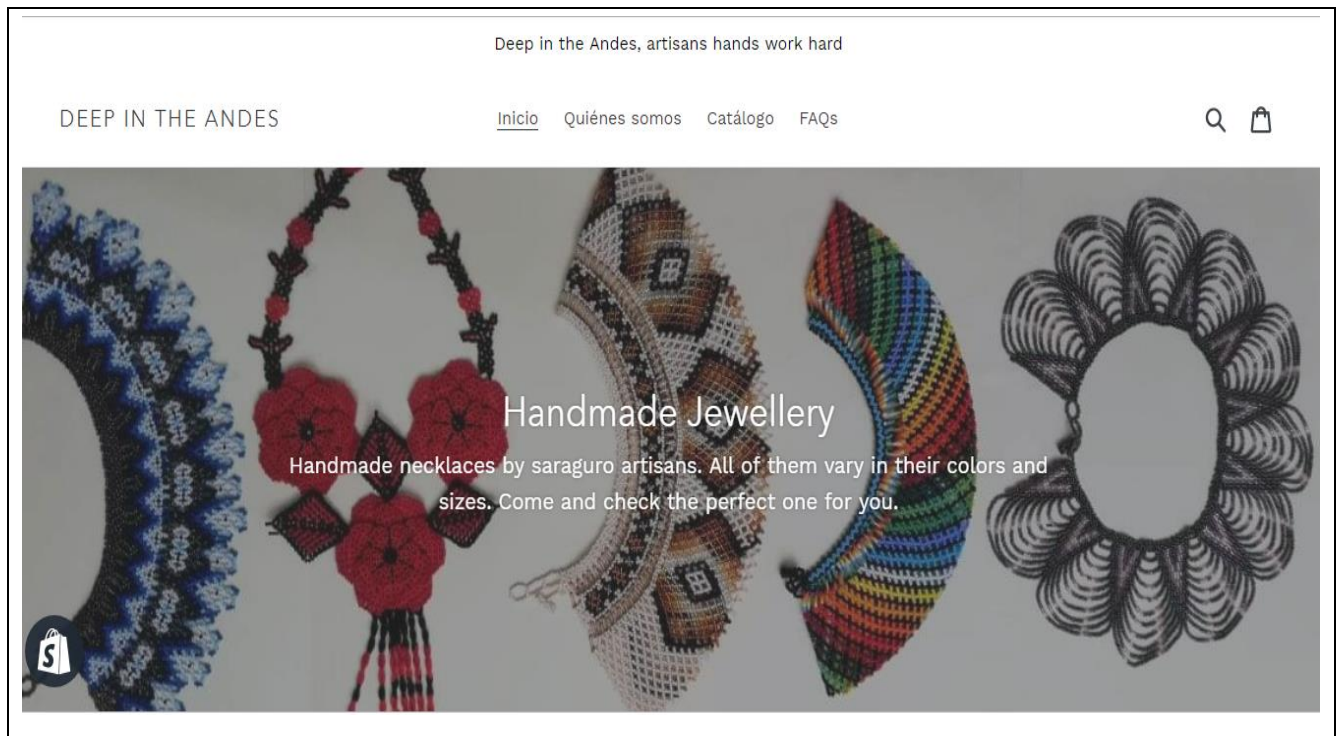 Deep in the Andes, artisans hands work hard
DEEP IN THE ANDES
Inicio Quiénes somos Catálogo FAQs
Handmade Jewellery
Handmade necklaces by saraguro artisans. All of them vary in their colors and
sizes. Come and check the perfect one for you.
S